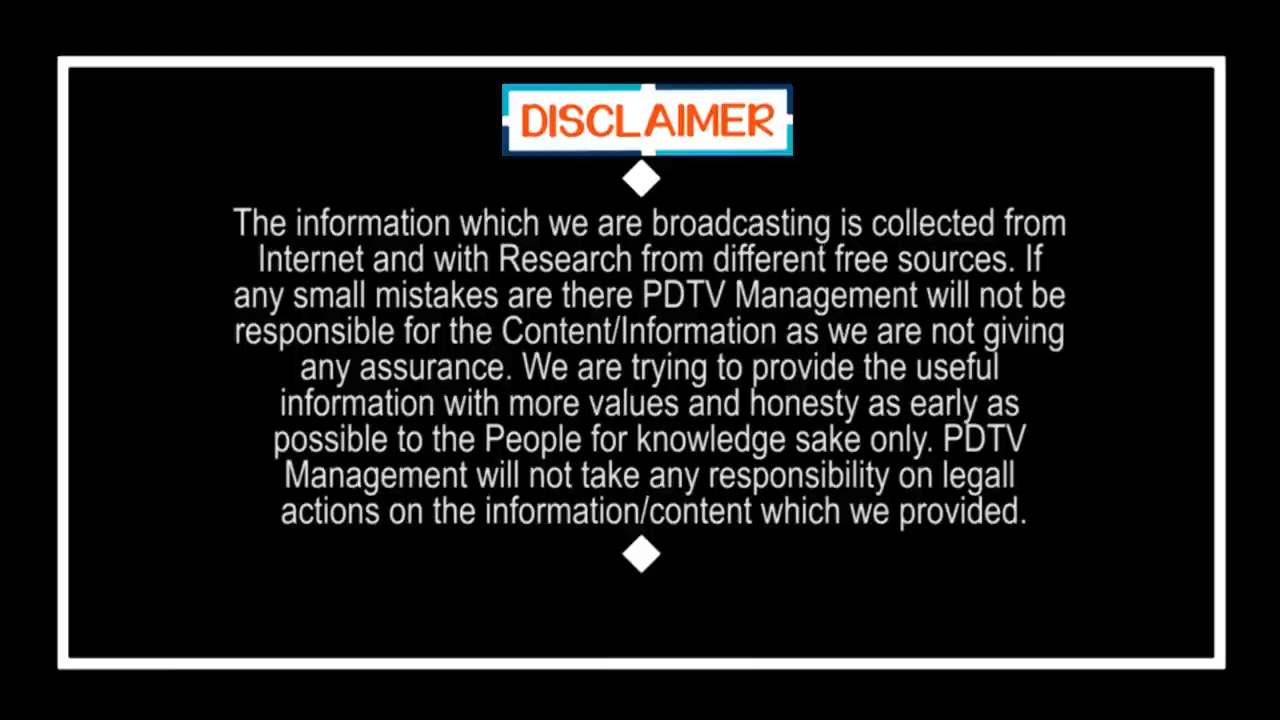 DISCLAIMER
The information which we are broadcasting is collected from
Internet and with Research from different free sources. If
any small mistakes are there PDTV Management will not be
responsible for the Content/Information as we are not giving
any assurance. We are trying to provide the useful
information with more values and honesty as early as
possible to the People for knowledge sake only. PDTV
Management will not take any responsibility on legall
actions on the information/content which we provided.